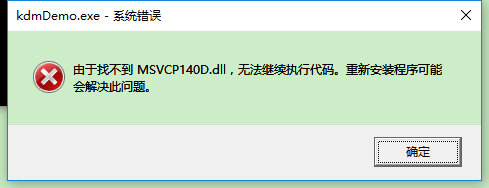 kdmDemo.exe - 系统错误
由于找不到 MSVCP140D.dll，无法继续执行代码。重新安装程序可能
会解决此问题。
确定